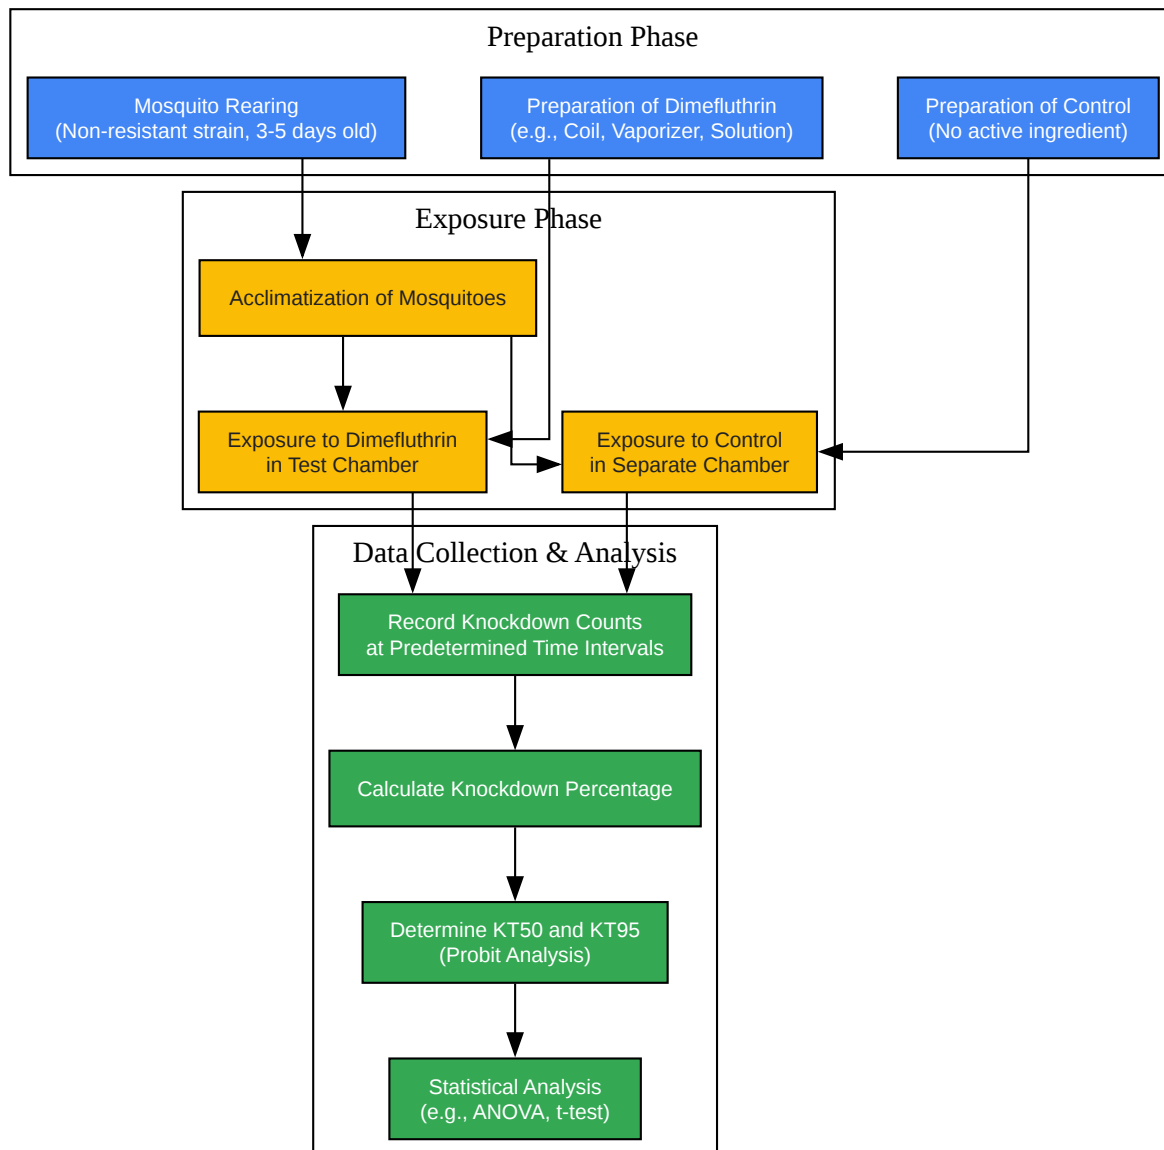 Preparation Phase
Mosquito Rearing
(Non-resistant strain, 3-5 days old)
Preparation of Dimefluthrin
(e.g., Coil, Vaporizer, Solution)
Preparation of Control
(No active ingredient)
Exposure Phase
Acclimatization of Mosquitoes
Exposure to Dimefluthrin
in Test Chamber
Exposure to Control
in Separate Chamber
Data Collection & Analysis
Record Knockdown Counts
at Predetermined Time Intervals
Calculate Knockdown Percentage
Determine KT50 and KT95
(Probit Analysis)
Statistical Analysis
(e.g., ANOVA, t-test)